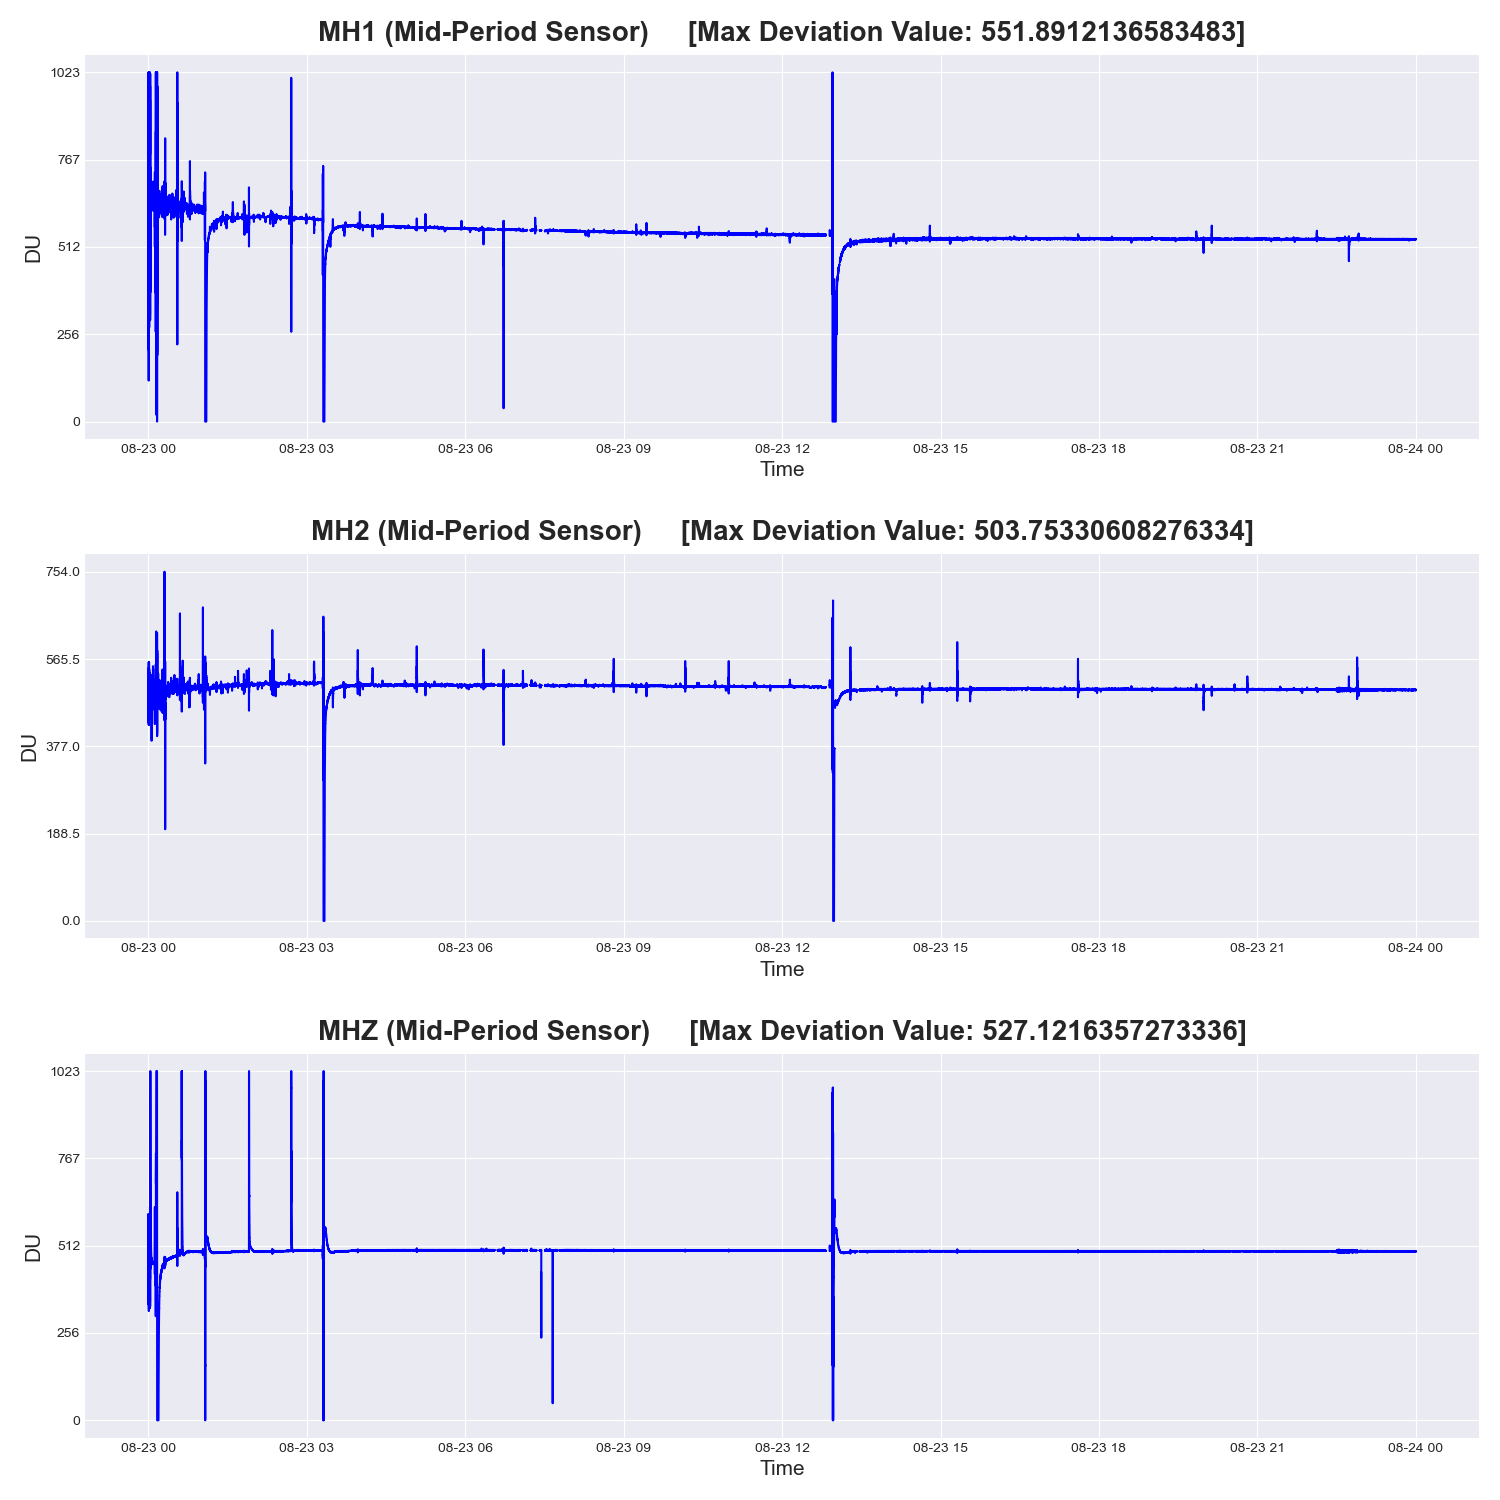 MH1 (Mid-Period Sensor) [Max Deviation Value: 551.8912136583483]
1023
767
512
256
0
DU
08-23 00 08-23 03 08-23 06 08-23 09 08-23 12 08-23 15 08-23 18 08-23 21 08-24 00
Time
MH2 (Mid-Period Sensor) [Max Deviation Value: 503.75330608276334]
754.0
565.5
377.0
188.5
0.0
DU
08-23 00 08-23 03 08-23 06 08-23 09 08-23 12 08-23 15 08-23 18 08-23 21 08-24 00
Time
MHZ (Mid-Period Sensor) [Max Deviation Value: 527.1216357273336]
1023
767
512
256
0
DU
08-23 00 08-23 03 08-23 06 08-23 09 08-23 12 08-23 15 08-23 18 08-23 21 08-24 00
Time